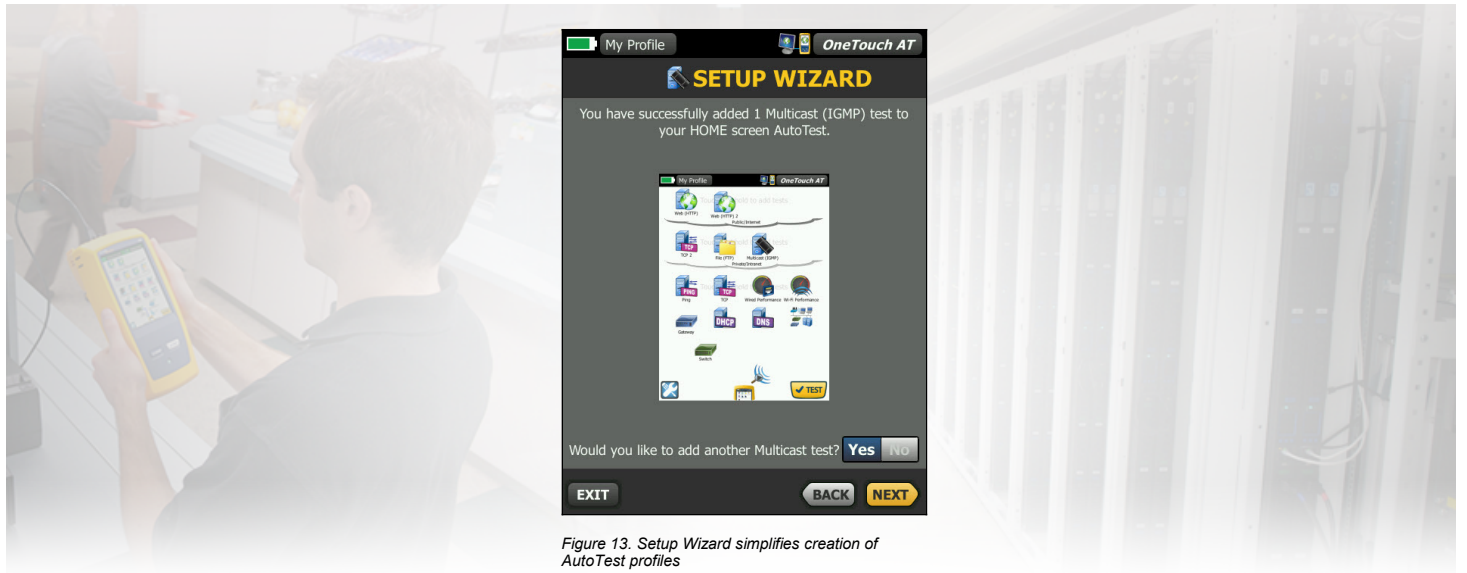 My Profile
OneTouch AT
SETUP WIZARD
You have successfully added 1 Multicast (IGMP) test to
your HOME screen AutoTest.
My Profile
OneTouch AT
to add tests
Web (HTTP)
Web (HTTP) 2
Public/Internet
TCP
TCP 2
File (FTP)
Multicast (IGMP)
Private/Intranet
PING
TCP
Ping
TCP
Wired Performance
Wi-Fi Performance
Gateway
DHCP
DNS
Switch
TEST
Would you like to add another Multicast test?
Yes
No
EXIT
BACK
NEXT
Figure 13. Setup Wizard simplifies creation of
AutoTest profiles